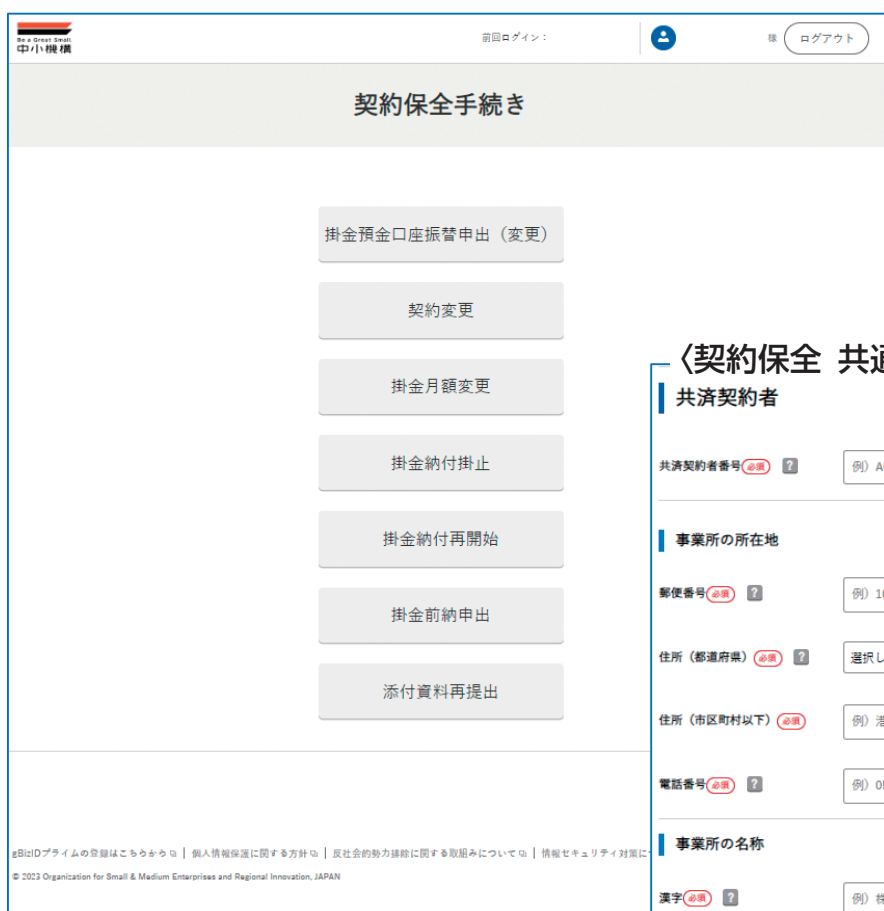 Be a Great Small.
中小機構
前回ログイン：
様
ログアウト
契約保全手続き
掛金預金口座振替申出（変更）
契約変更
掛金月額変更
掛金納付掛止
掛金納付再開始
掛金前納申出
添付資料再提出
gBizIDプライムの登録はこちらから | 個人情報保護に関する方針 | 反社会的勢力排除に関する取組みについて | 情報セキュリティ対策に
© 2023 Organization for Small & Medium Enterprises and Regional Innovation, JAPAN
〈契約保全 共通
共済契約者
共済契約者番号 必須 ? 例）A
事業所の所在地
郵便番号 必須 ? 例）10
住所（都道府県） 必須 ? 選択し
住所（市区町村以下） 必須 例）港
電話番号 必須 ? 例）0
事業所の名称
漢字 必須 ? 例）株